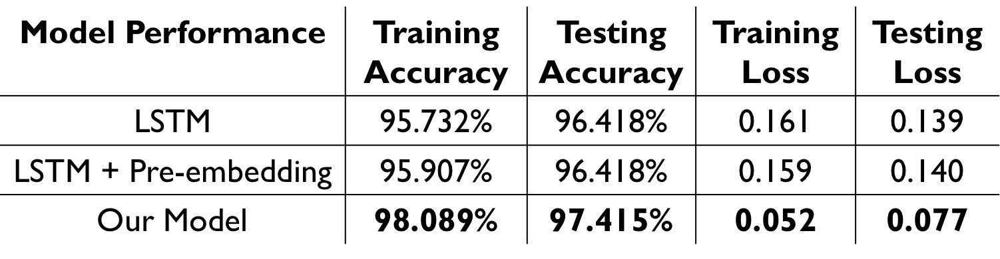 Model Performance Training Accuracy Testing Accuracy Training Loss Testing Loss
LSTM 95.732% 96.418% 0.161 0.139
LSTM + Pre-embedding 95.907% 96.418% 0.159 0.140
Our Model 98.089% 97.415% 0.052 0.077